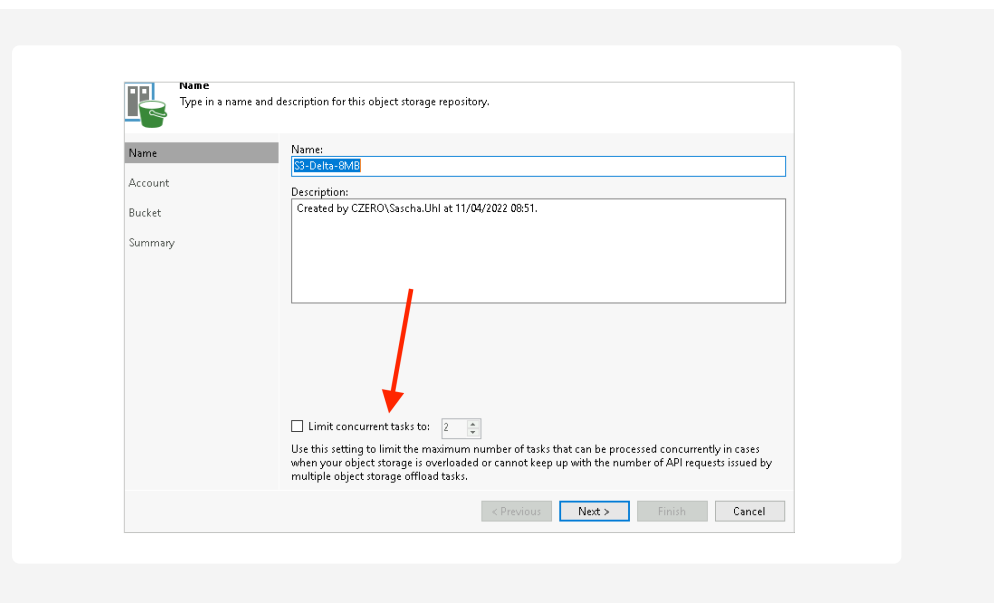 Name
Type in a name and description for this object storage repository.
Name
Account
Bucket
Summary
Name:
S3-Delta-8MB
Description:
Created by CZERO\Sascha.Uhl at 11/04/2022 08:51.
Limit concurrent tasks to: 2
Use this setting to limit the maximum number of tasks that can be processed concurrently in cases
when your object storage is overloaded or cannot keep up with the number of API requests issued by
multiple object storage offload tasks.
< Previous Next > Finish Cancel